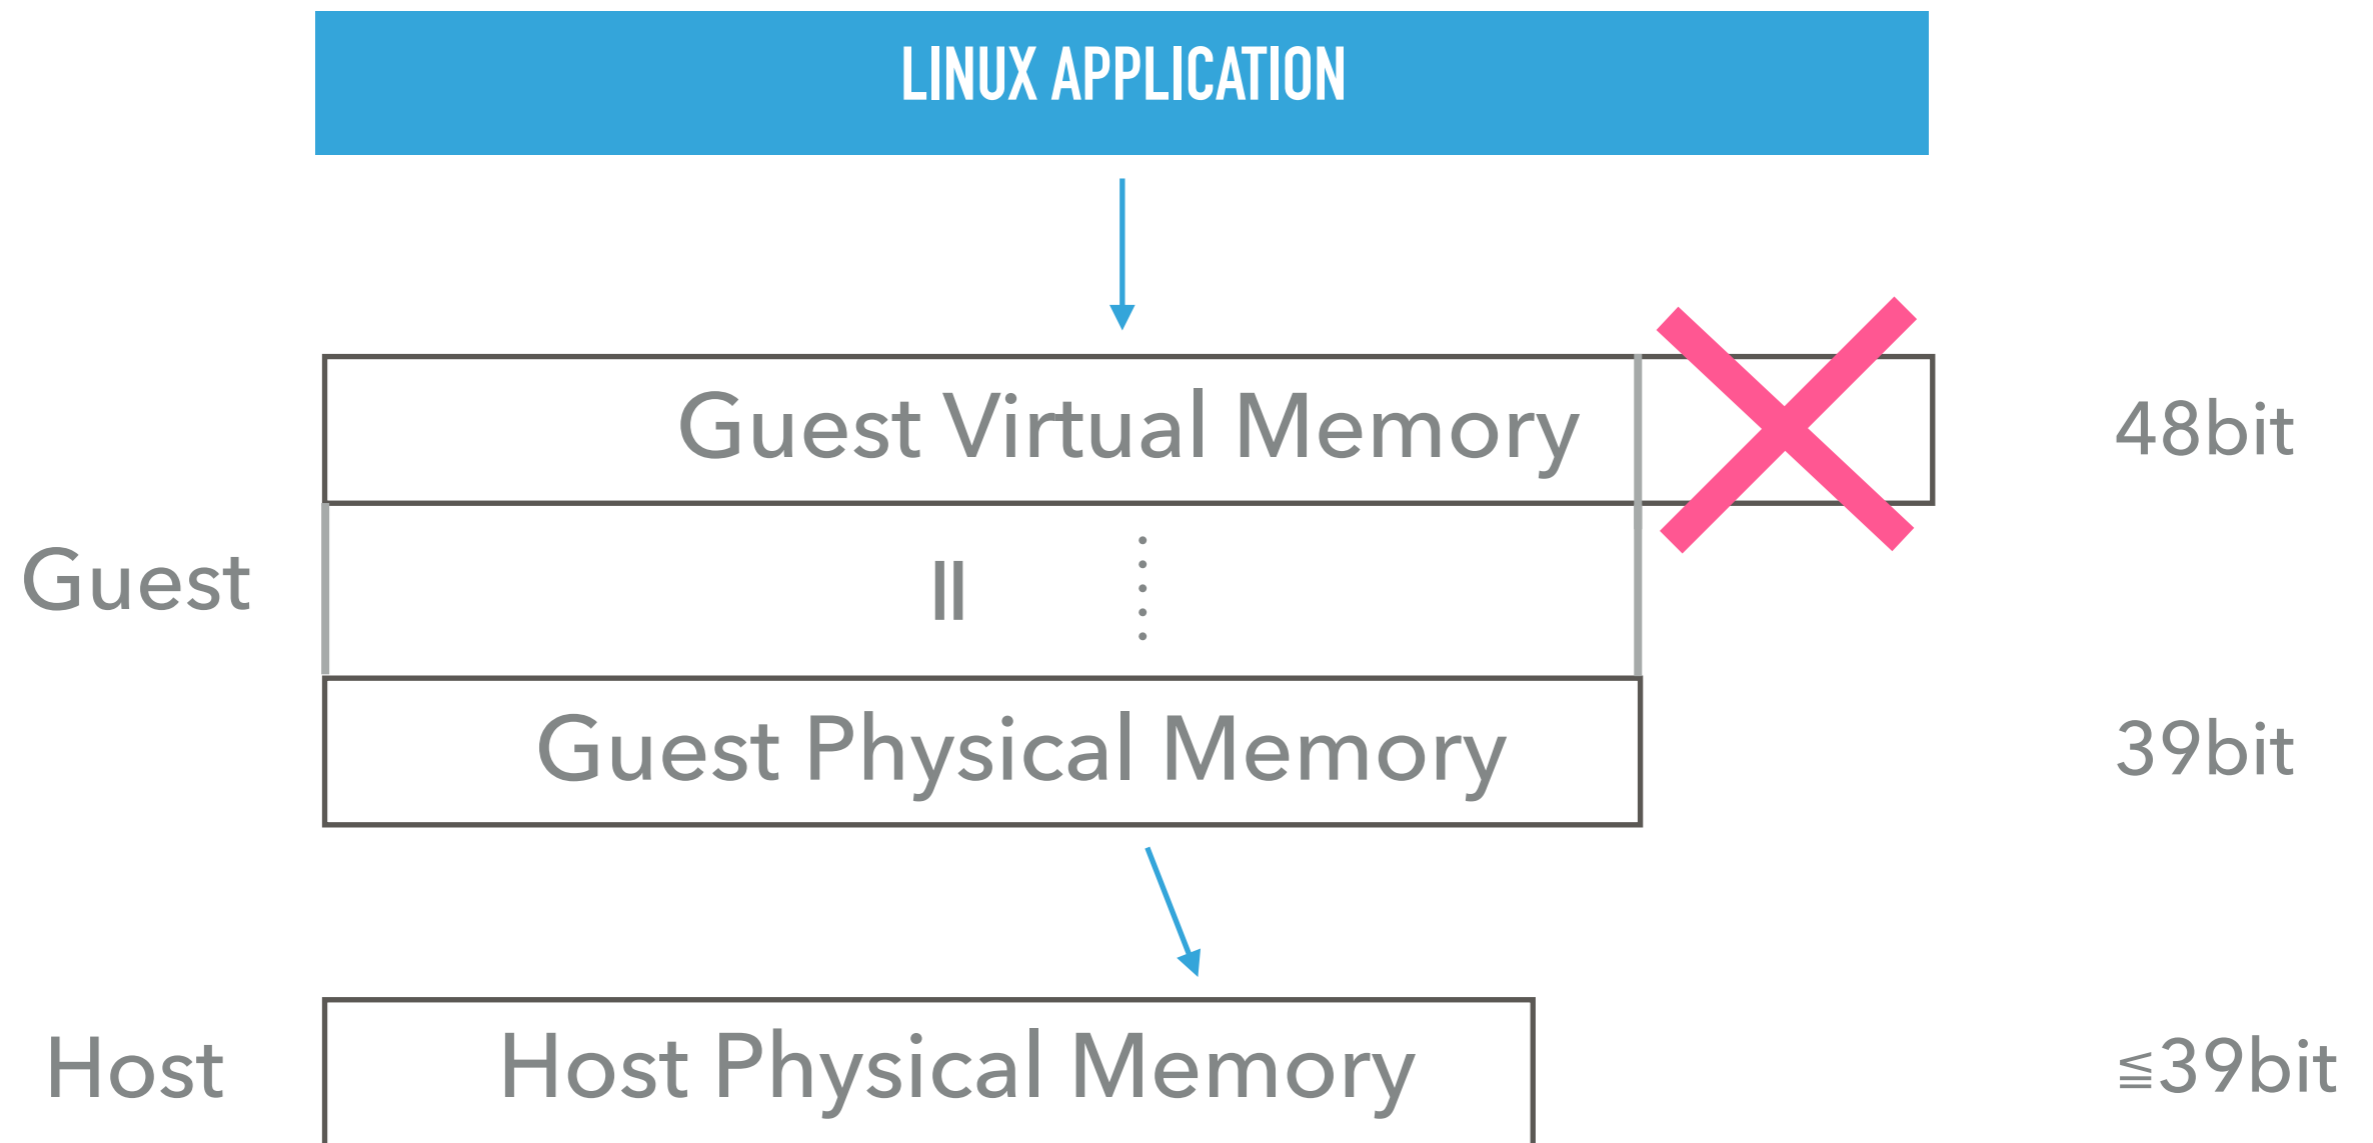 LINUX APPLICATION
Guest Virtual Memory
48bit
Guest
=
Guest Physical Memory
39bit
Host
Host Physical Memory
≦39bit